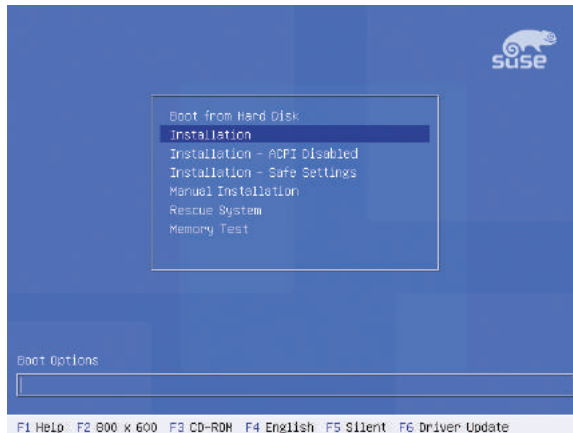 suse
Boot from Hard Disk
Installation
Installation - ACPI Disabled
Installation - Safe Settings
Manual Installation
Rescue System
Memory Test
Boot Options
F1 Help F2 800 x 600 F3 CD-ROM F4 English F5 Silent F6 Driver Update